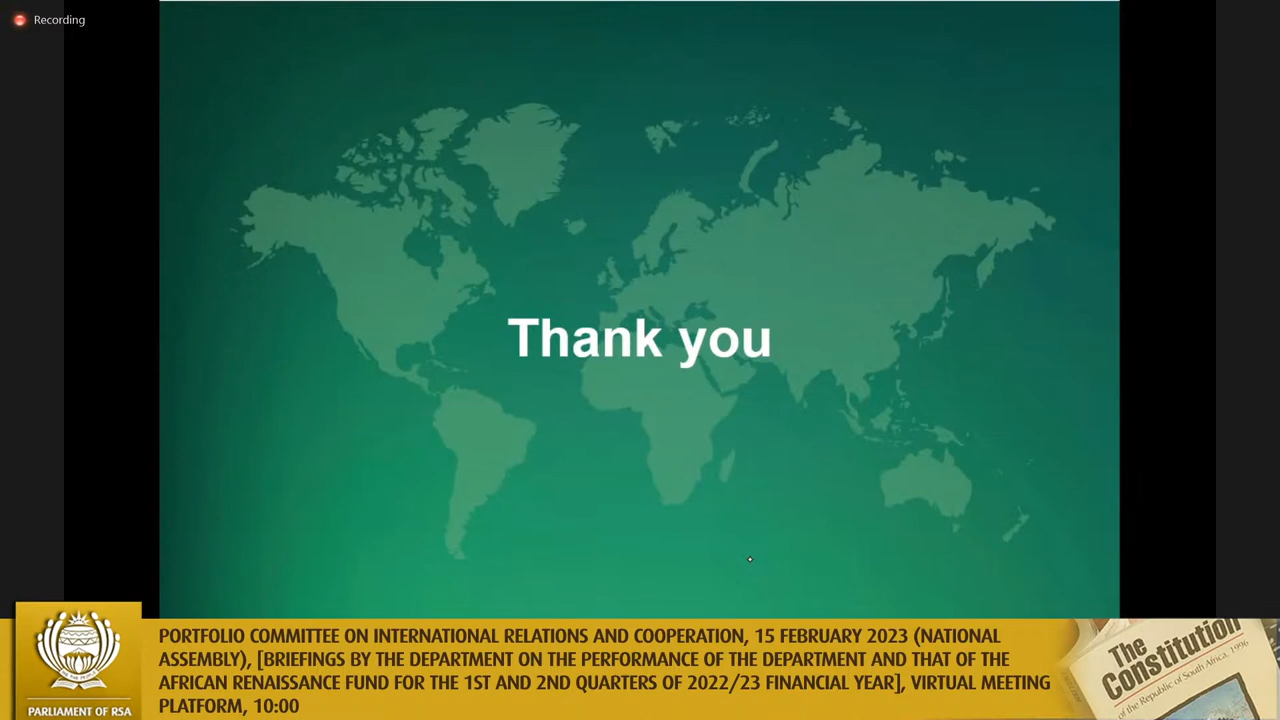 Recording
Thank you
PORTFOLIO COMMITTEE ON INTERNATIONAL RELATIONS AND COOPERATION, 15 FEBRUARY 2023 (NATIONAL
ASSEMBLY), [BRIEFINGS BY THE DEPARTMENT ON THE PERFORMANCE OF THE DEPARTMENT AND THAT OF THE
AFRICAN RENAISSANCE FUND FOR THE 1ST AND 2ND QUARTERS OF 2022/23 FINANCIAL YEAR], VIRTUAL MEETING
PLATFORM, 10:00
PARLIAMENT OF RSA
The
Constitution
of the Republic of South Africa, 1996